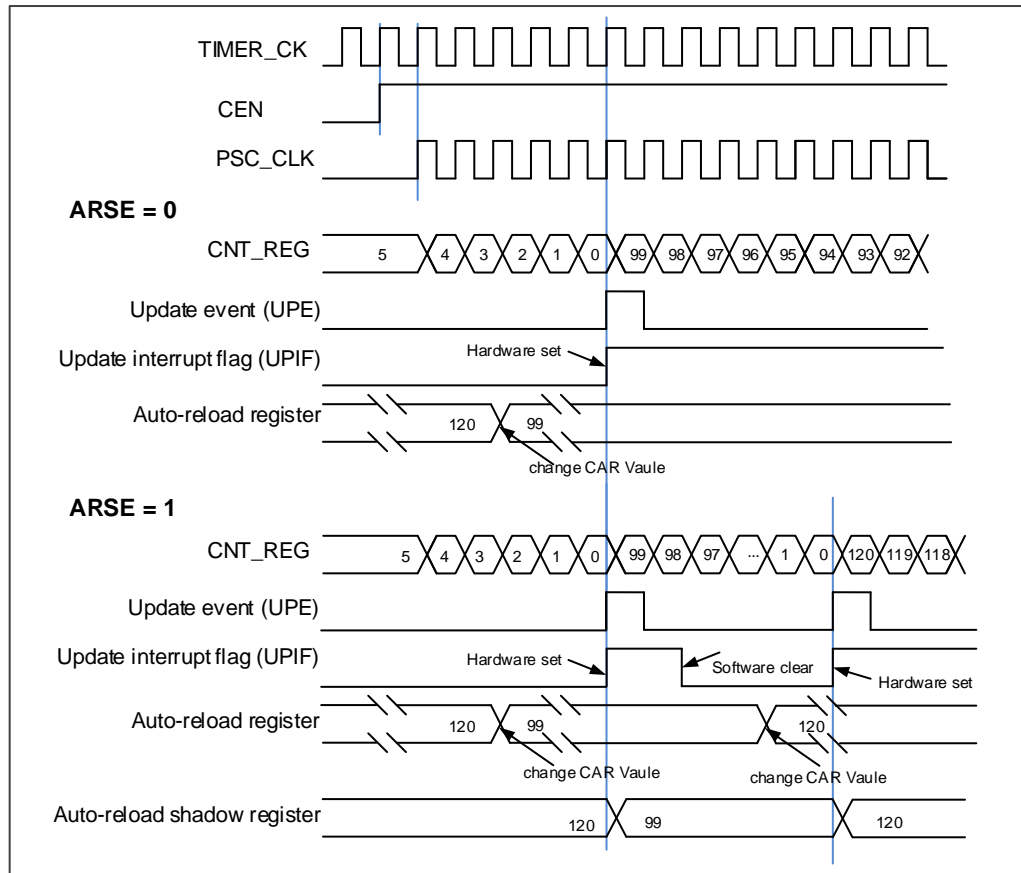 TIMER_CK
CEN
PSC_CLK
ARSE = 0
CNT_REG 5 4 3 2 1 0 99 98 97 96 95 94 93 92
Update event (UPE)
Update interrupt flag (UPIF) Hardware set
Auto-reload register 120 99
change CAR Vaule
ARSE = 1
CNT_REG 5 4 3 2 1 0 99 98 97 ... 1 0 120 119 118
Update event (UPE)
Update interrupt flag (UPIF) Hardware set Software clear Hardware set
Auto-reload register 120 99 120
change CAR Vaule change CAR Vaule
Auto-reload shadow register 120 99 120